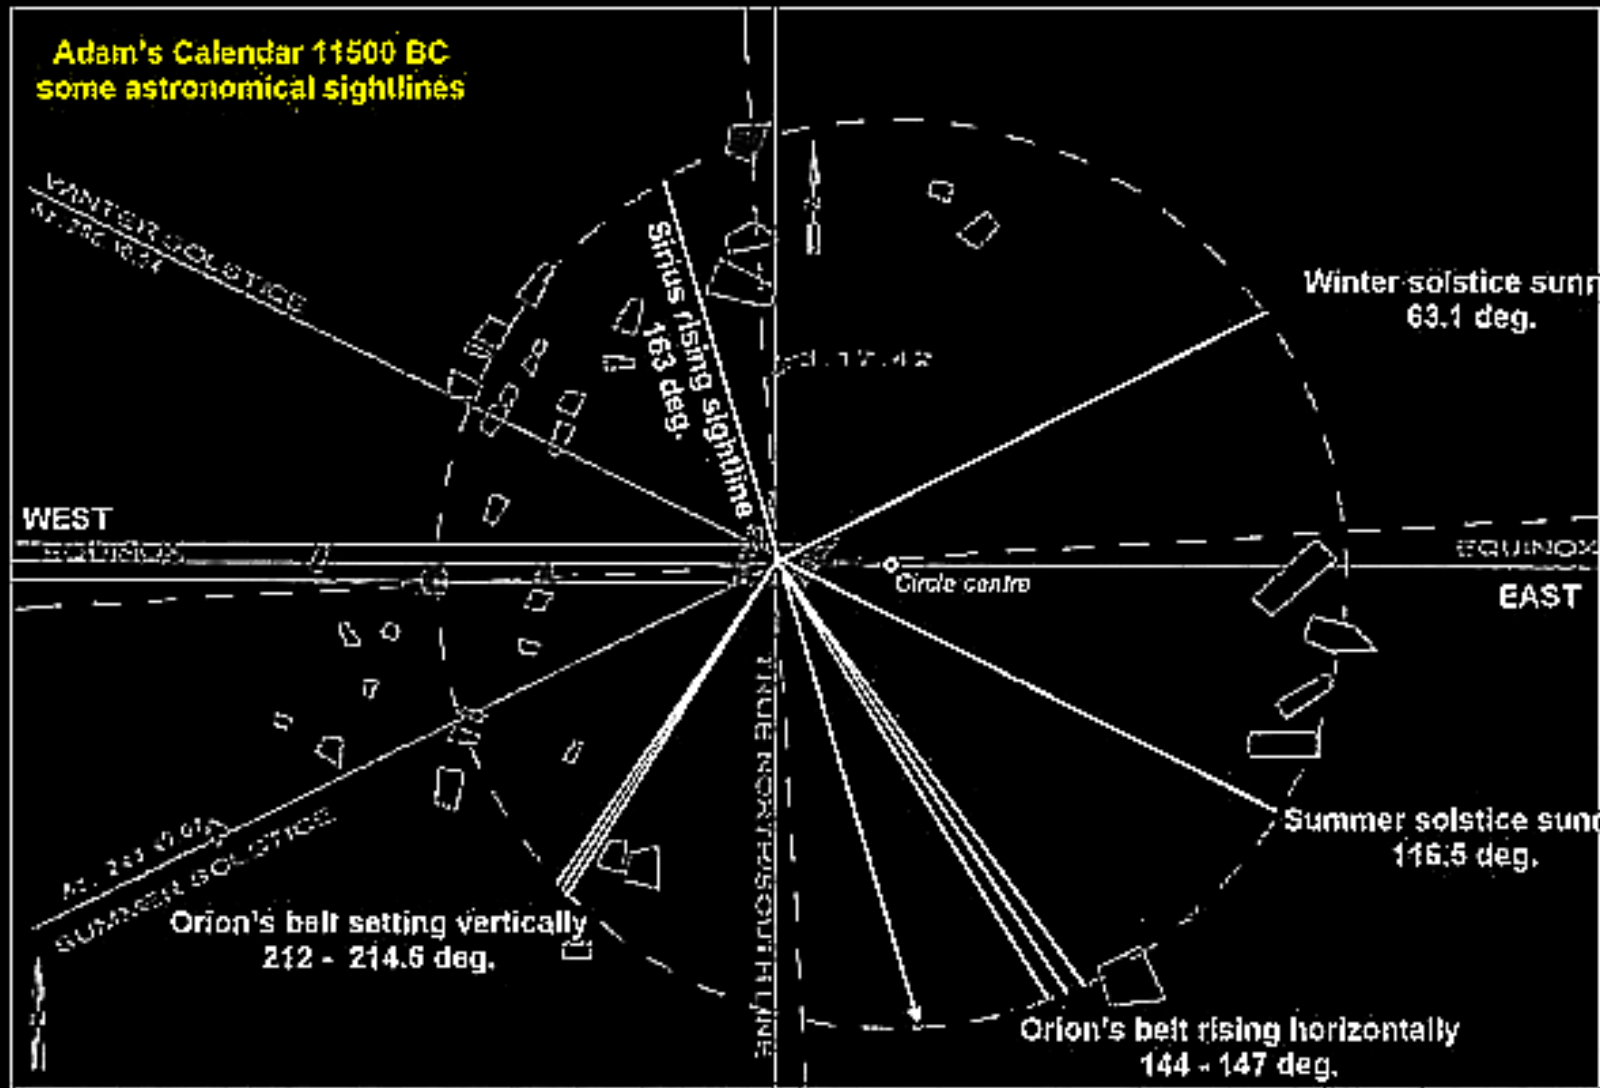 Adam's Calendar 11500 BC
some astronomical sightlines
WINTER SOLSTICE
Sirius rising sightline
163 deg.
Winter solstice sunr
63.1 deg.
WEST
EQUINOX
EQUINOX
EAST
Circle centre
TRUE NORTH/SOUTH LINE
Summer solstice sunr
116.5 deg.
SUMMER SOLSTICE
Orion's belt setting vertically
212 - 214.6 deg.
Orion's belt rising horizontally
144 - 147 deg.